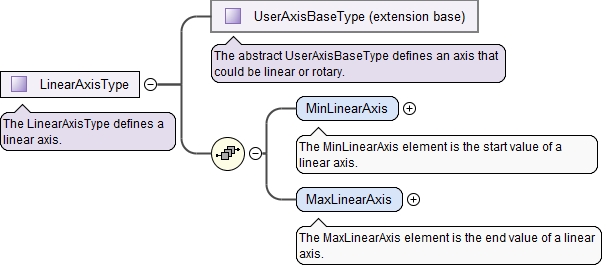 UserAxisBaseType (extension base)
The abstract UserAxisBaseType defines an axis that
could be linear or rotary.
LinearAxisType
The LinearAxisType defines a
linear axis.
MinLinearAxis
The MinLinearAxis element is the start value of a
linear axis.
MaxLinearAxis
The MaxLinearAxis element is the end value of a linear
axis.